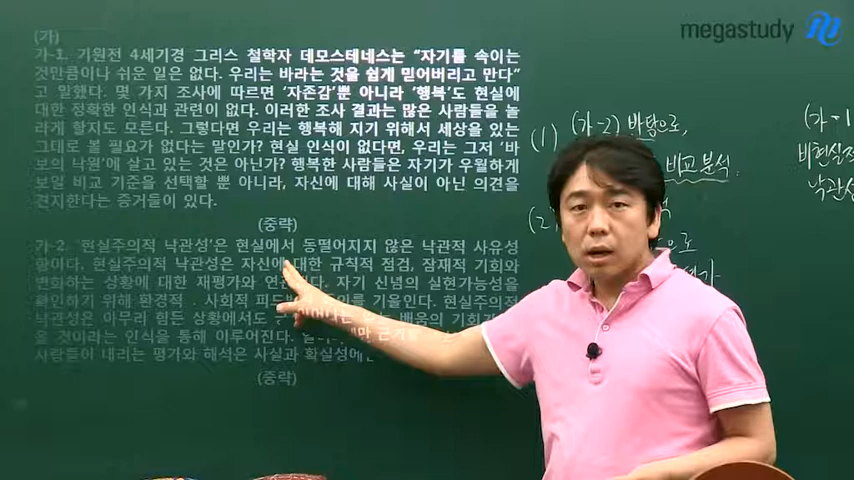 megastudy
(가)
가-1. 기원전 4세기경 그리스 철학자 데모스테네스는 "자기를 속이는
것만큼이나 쉬운 일은 없다. 우리는 바라는 것을 쉽게 믿어버리고 만다"
고 말했다. 몇 가지 조사에 따르면 '자존감'뿐 아니라 '행복'도 현실에
대한 정확한 인식과 관련이 없다. 이러한 조사 결과는 많은 사람들을 놀
라게 할지도 모른다. 그렇다면 우리는 행복해 지기 위해서 세상을 있는
그대로 볼 필요가 없다는 말인가? 현실 인식이 없다면, 우리는 그저 '바
보의 낙원'에 살고 있는 것은 아닌가? 행복한 사람들은 자기가 우월하게
보일 비교 기준을 선택할 뿐 아니라, 자신에 대해 사실이 아닌 의견을
견지한다는 증거들이 있다.
(중략)
가-2. '현실주의적 낙관성'은 현실에서 동떨어지지 않은 낙관적 사유성
향이다. 현실주의적 낙관성은 자신에 대한 규칙적 점검, 잠재적 기회와
변화하는 상황에 대한 재평가와 연관된다. 자기 신념의 실현가능성을
확인하기 위해 환경적 · 사회적 기울인다. 현실주의적
낙관성은 아무리 힘든 상황에서도 배움의 기회가
될 것이라는 인식을 통해 이루어진다. 근거
사람들이 내리는 평가와 해석은 사실과 확실성에
(중략)
(1) (가-2) 바탕으로,
비교 분석.
(2
으로
평가
(가-1
비현실적
낙관성